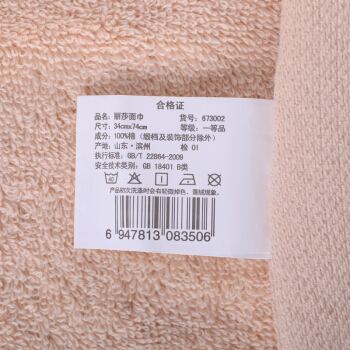 合格证
品名：丽莎面巾 货号：673002
尺寸：34cmx74cm 等级：一等品
成分：100%棉（缎档及装饰部分除外）
产地：山东·滨州 检 01
执行标准：GB/T 22864-2009
安全技术类别：GB 18401 B类
产品初次洗涤时会有轻微掉色、落绒现象。
6 947813 083506